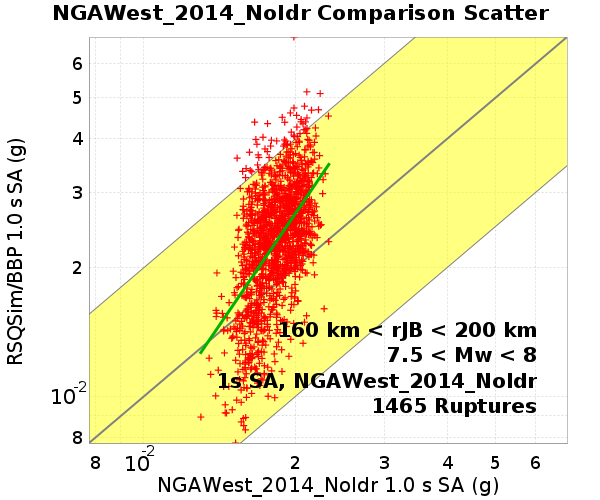 NGAWest_2014_NoIdr Comparison Scatter
RSQSim/BBP 1.0 s SA (g)
6
5
4
3
2
10-2
8
160 km < rJB < 200 km
7.5 < Mw < 8
1s SA, NGAWest_2014_NoIdr
1465 Ruptures
8 10-2 2 3 4 5 6
NGAWest_2014_NoIdr 1.0 s SA (g)